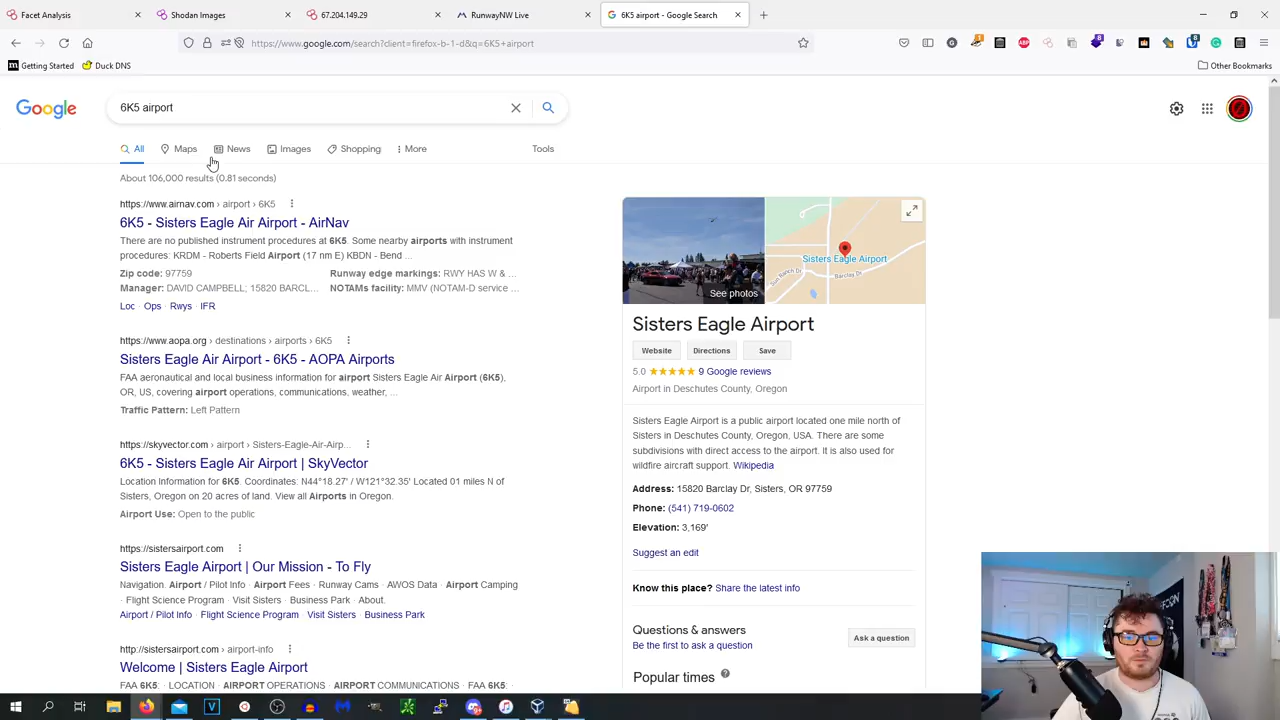 Facet Analysis
Shodan Images
67.204.149.29
RunwayNW Live
6K5 airport - Google Search
https://www.google.com/search?client=firefox-b-1-d&q=6K5+airport
Getting Started
Duck DNS
Other Bookmarks
Google
6K5 airport
All
Maps
News
Images
Shopping
More
Tools
About 106,000 results (0.81 seconds)
https://www.airnav.com › airport › 6K5
6K5 - Sisters Eagle Air Airport - AirNav
There are no published instrument procedures at 6K5. Some nearby airports with instrument
procedures: KRDM - Roberts Field Airport (17 nm E) KBDN - Bend ...
Zip code: 97759
Runway edge markings: RWY HAS W & ...
Manager: DAVID CAMPBELL; 15820 BARCL...
NOTAMs facility: MMV (NOTAM-D service ...
Loc · Ops · Rwys · IFR
https://www.aopa.org › destinations › airports › 6K5
Sisters Eagle Air Airport - 6K5 - AOPA Airports
FAA aeronautical and local business information for airport Sisters Eagle Air Airport (6K5),
OR, US, covering airport operations, communications, weather, ...
Traffic Pattern: Left Pattern
https://skyvector.com › airport › Sisters-Eagle-Air-Airp...
6K5 - Sisters Eagle Air Airport | SkyVector
Location Information for 6K5. Coordinates: N44°18.27' / W121°32.35' Located 01 miles N of
Sisters, Oregon on 20 acres of land. View all Airports in Oregon.
Airport Use: Open to the public
https://sistersairport.com
Sisters Eagle Airport | Our Mission - To Fly
Navigation. Airport / Pilot Info · Airport Fees · Runway Cams · AWOS Data · Airport Camping
· Flight Science Program · Visit Sisters · Business Park · About.
Airport / Pilot Info · Flight Science Program · Visit Sisters · Business Park
http://sistersairport.com › airport-info
Welcome | Sisters Eagle Airport
FAA 6K5: · LOCATION · AIRPORT OPERATIONS · AIRPORT COMMUNICATIONS · FAA 6K5: ·
See photos
Sisters Eagle Airport
Barclay Dr
Sun Ranch Dr
Sisters Eagle Airport
Website
Directions
Save
5.0 9 Google reviews
Airport in Deschutes County, Oregon
Sisters Eagle Airport is a public airport located one mile north of
Sisters in Deschutes County, Oregon, USA. There are some
subdivisions with direct access to the airport. It is also used for
wildfire aircraft support. Wikipedia
Address: 15820 Barclay Dr, Sisters, OR 97759
Phone: (541) 719-0602
Elevation: 3,169'
Suggest an edit
Know this place? Share the latest info
Questions & answers
Be the first to ask a question
Ask a question
Popular times